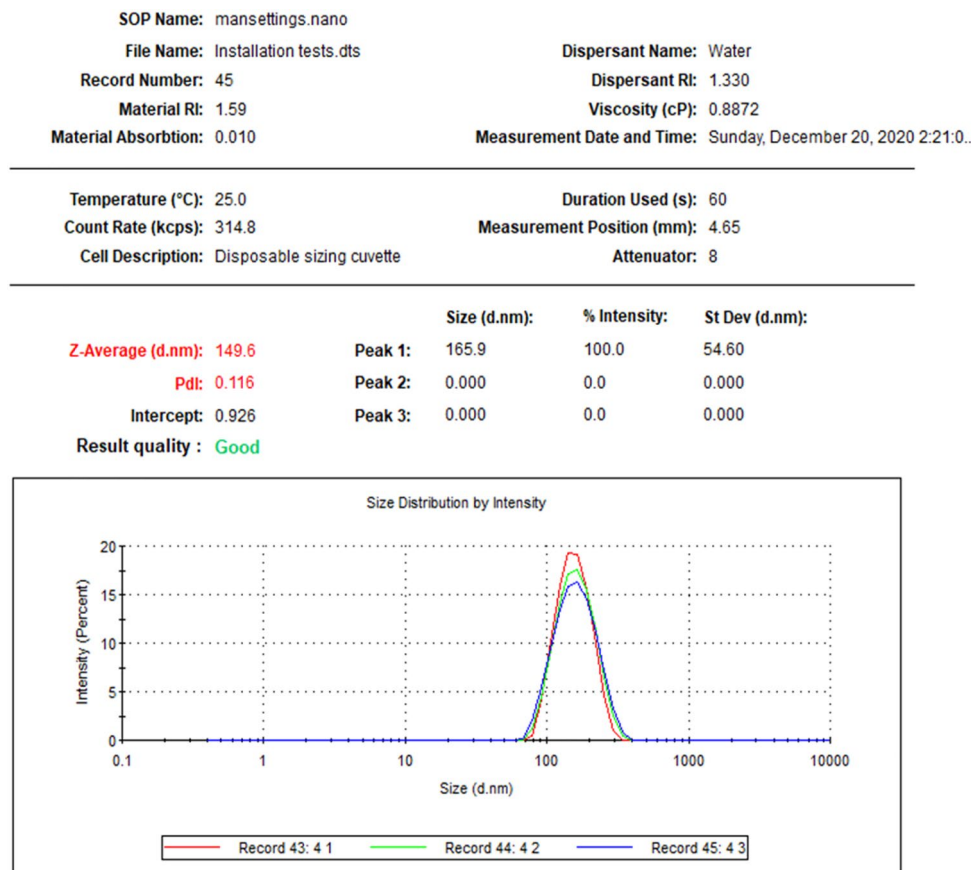 SOP Name: mansettings.nano
File Name: Installation tests.dts Dispersant Name: Water
Record Number: 45 Dispersant RI: 1.330
Material RI: 1.59 Viscosity (cP): 0.8872
Material Absorbtion: 0.010 Measurement Date and Time: Sunday, December 20, 2020 2:21:0..
Temperature (°C): 25.0 Duration Used (s): 60
Count Rate (kcps): 314.8 Measurement Position (mm): 4.65
Cell Description: Disposable sizing cuvette Attenuator: 8
Size (d.nm): % Intensity: St Dev (d.nm):
Z-Average (d.nm): 149.6 Peak 1: 165.9 100.0 54.60
PdI: 0.116 Peak 2: 0.000 0.0 0.000
Intercept: 0.926 Peak 3: 0.000 0.0 0.000
Result quality : Good
Size Distribution by Intensity
Intensity (Percent)
20
15
10
5
0
0.1 1 10 100 1000 10000
Size (d.nm)
Record 43: 4 1 Record 44: 4 2 Record 45: 4 3